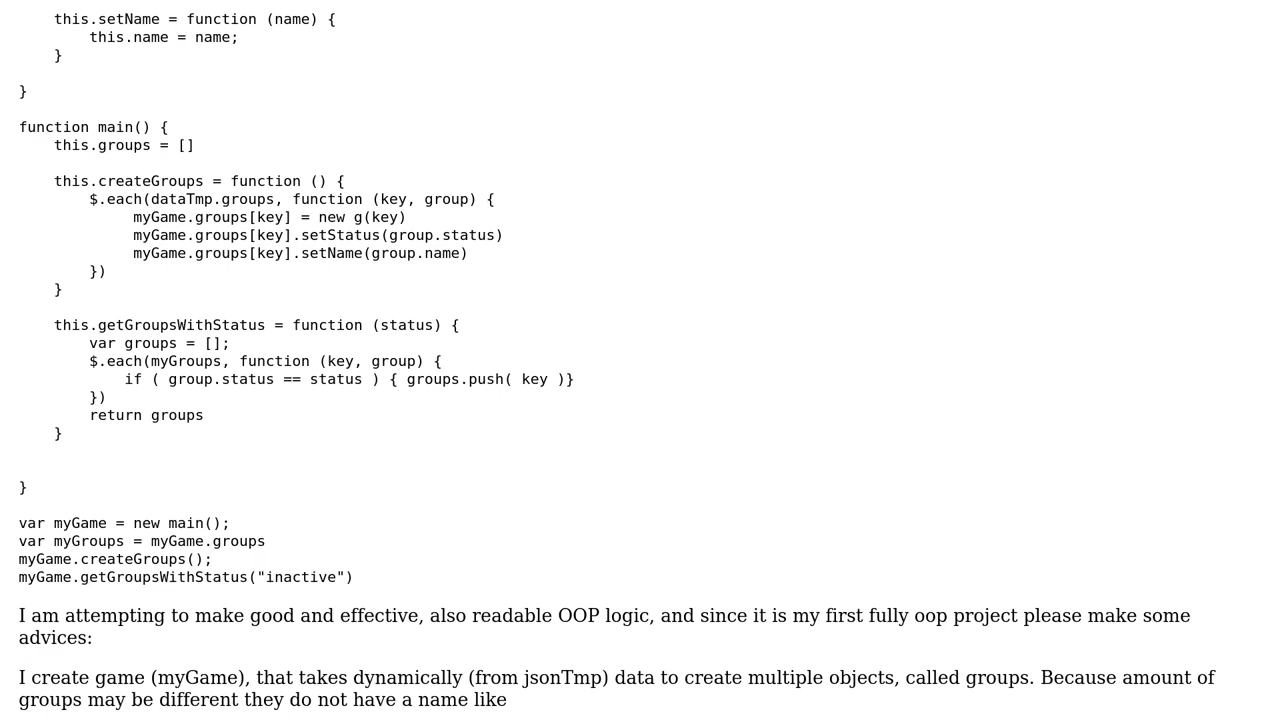 this.setName = function (name) {
this.name = name;
}
}
function main() {
this.groups = []
this.createGroups = function () {
$.each(dataTmp.groups, function (key, group) {
myGame.groups[key] = new g(key)
myGame.groups[key].setStatus(group.status)
myGame.groups[key].setName(group.name)
})
}
this.getGroupsWithStatus = function (status) {
var groups = [];
$.each(myGroups, function (key, group) {
if ( group.status == status ) { groups.push( key )}
})
return groups
}
}
var myGame = new main();
var myGroups = myGame.groups
myGame.createGroups();
myGame.getGroupsWithStatus("inactive")
I am attempting to make good and effective, also readable OOP logic, and since it is my first fully oop project please make some
advices:
I create game (myGame), that takes dynamically (from jsonTmp) data to create multiple objects, called groups. Because amount of
groups may be different they do not have a name like